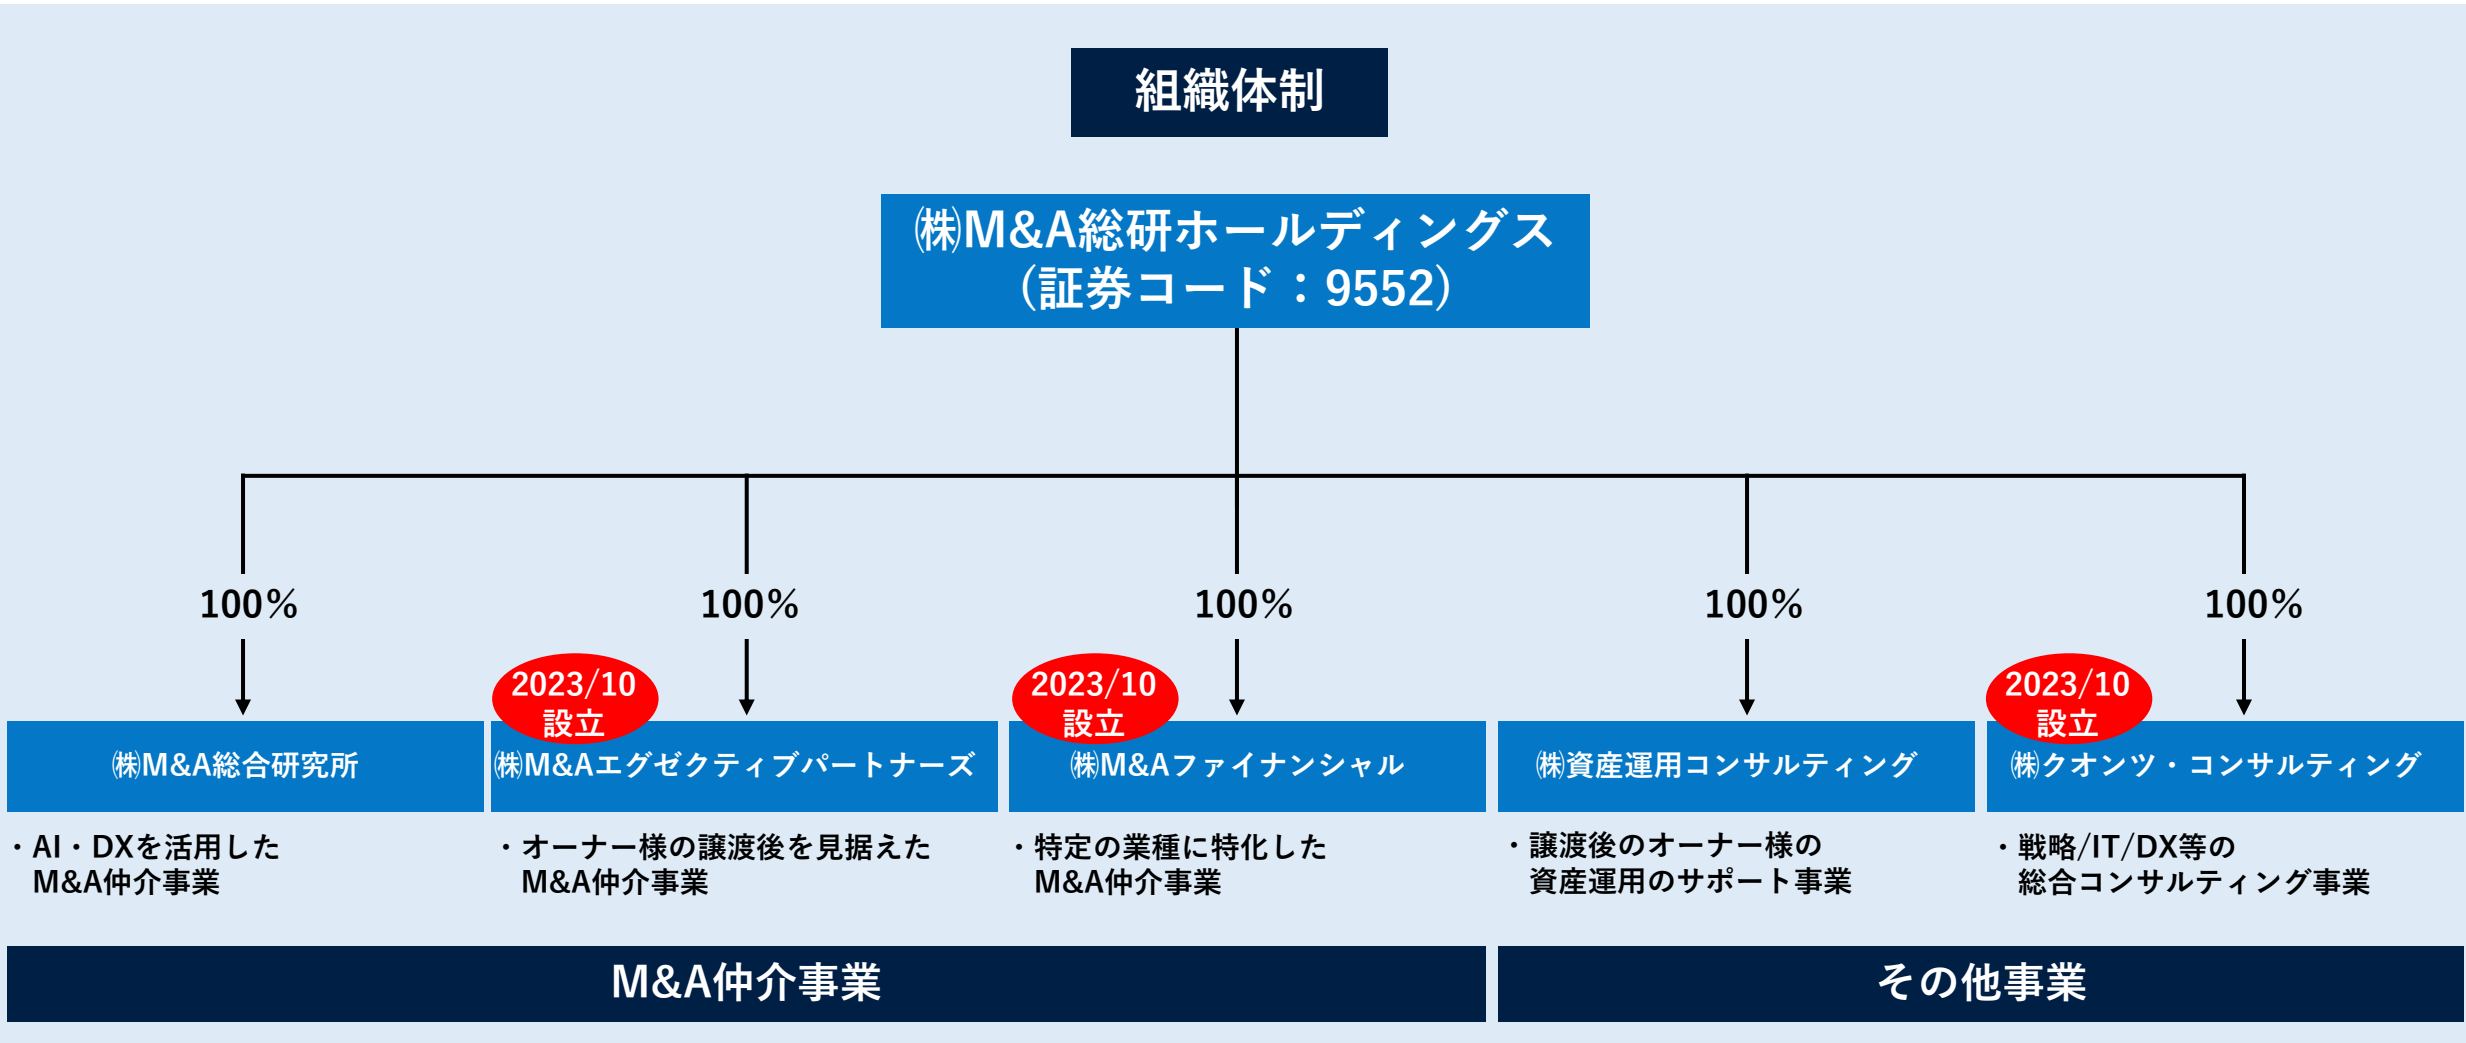 組織体制
㈱M&A総研ホールディングス
(証券コード：9552)
100%
100%
100%
100%
100%
2023/10
設立
2023/10
設立
2023/10
設立
㈱M&A総合研究所
㈱M&Aエグゼクティブパートナーズ
㈱M&Aファイナンシャル
㈱資産運用コンサルティング
㈱クオンツ・コンサルティング
・AI・DXを活用した
M&A仲介事業
・オーナー様の譲渡後を見据えた
M&A仲介事業
・特定の業種に特化した
M&A仲介事業
・譲渡後のオーナー様の
資産運用のサポート事業
・戦略/IT/DX等の
総合コンサルティング事業
M&A仲介事業
その他事業